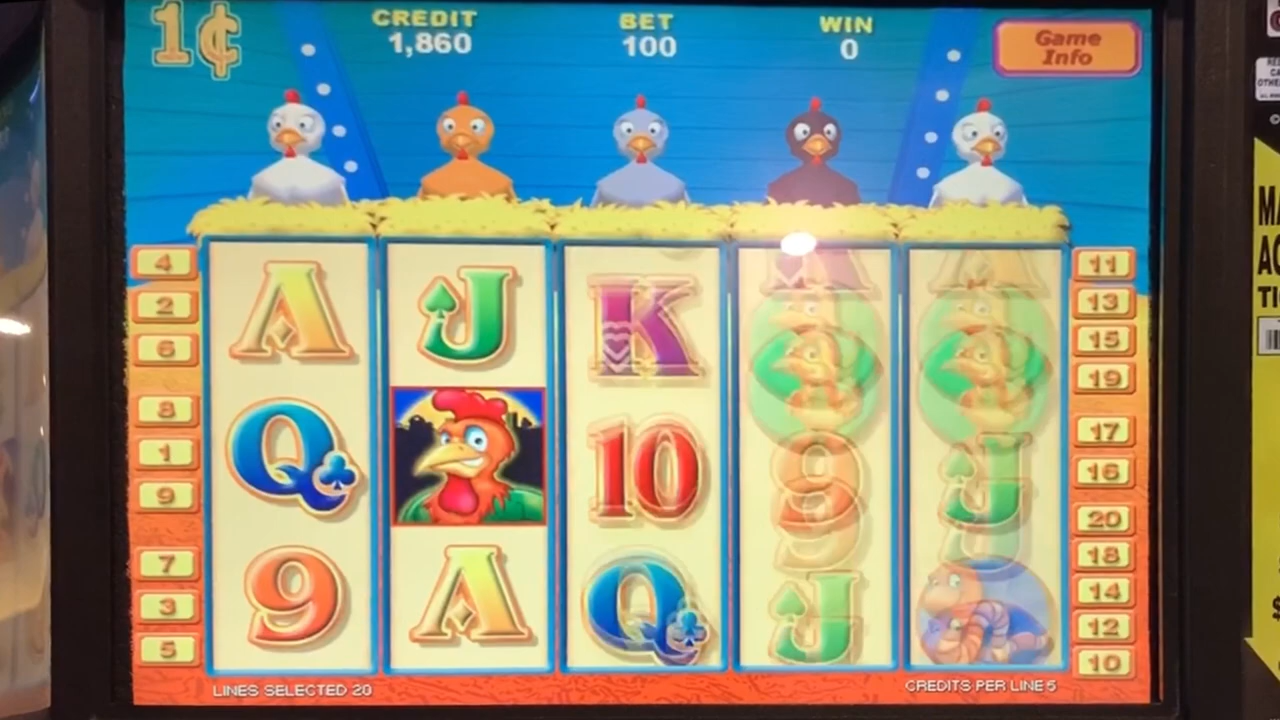 1¢
CREDIT
1,860
BET
100
WIN
0
Game
Info
4
2
6
8
1
9
7
3
5
A
Q
9
J
A
K
10
Q
9
J
J
11
13
15
19
17
16
20
18
14
12
10
LINES SELECTED 20
CREDITS PER LINE 5